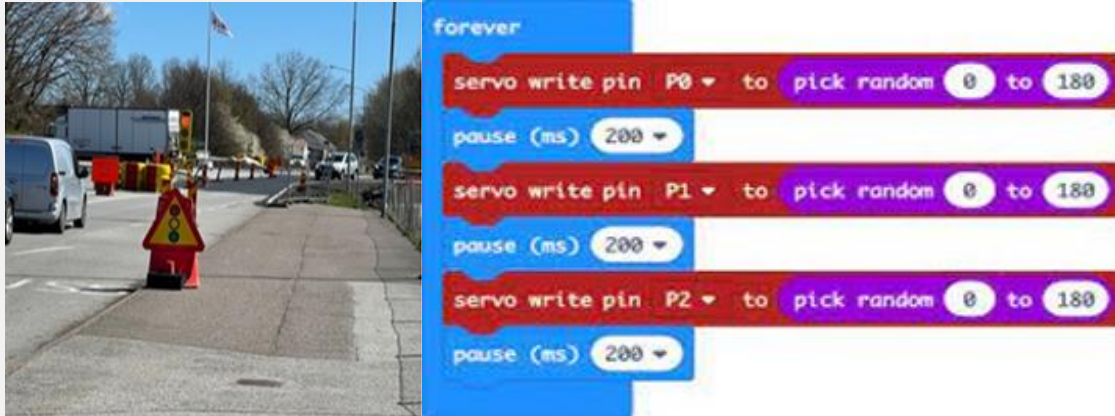 forever
servo write pin P0 to pick random 0 to 180
pause (ms) 200
servo write pin P1 to pick random 0 to 180
pause (ms) 200
servo write pin P2 to pick random 0 to 180
pause (ms) 200